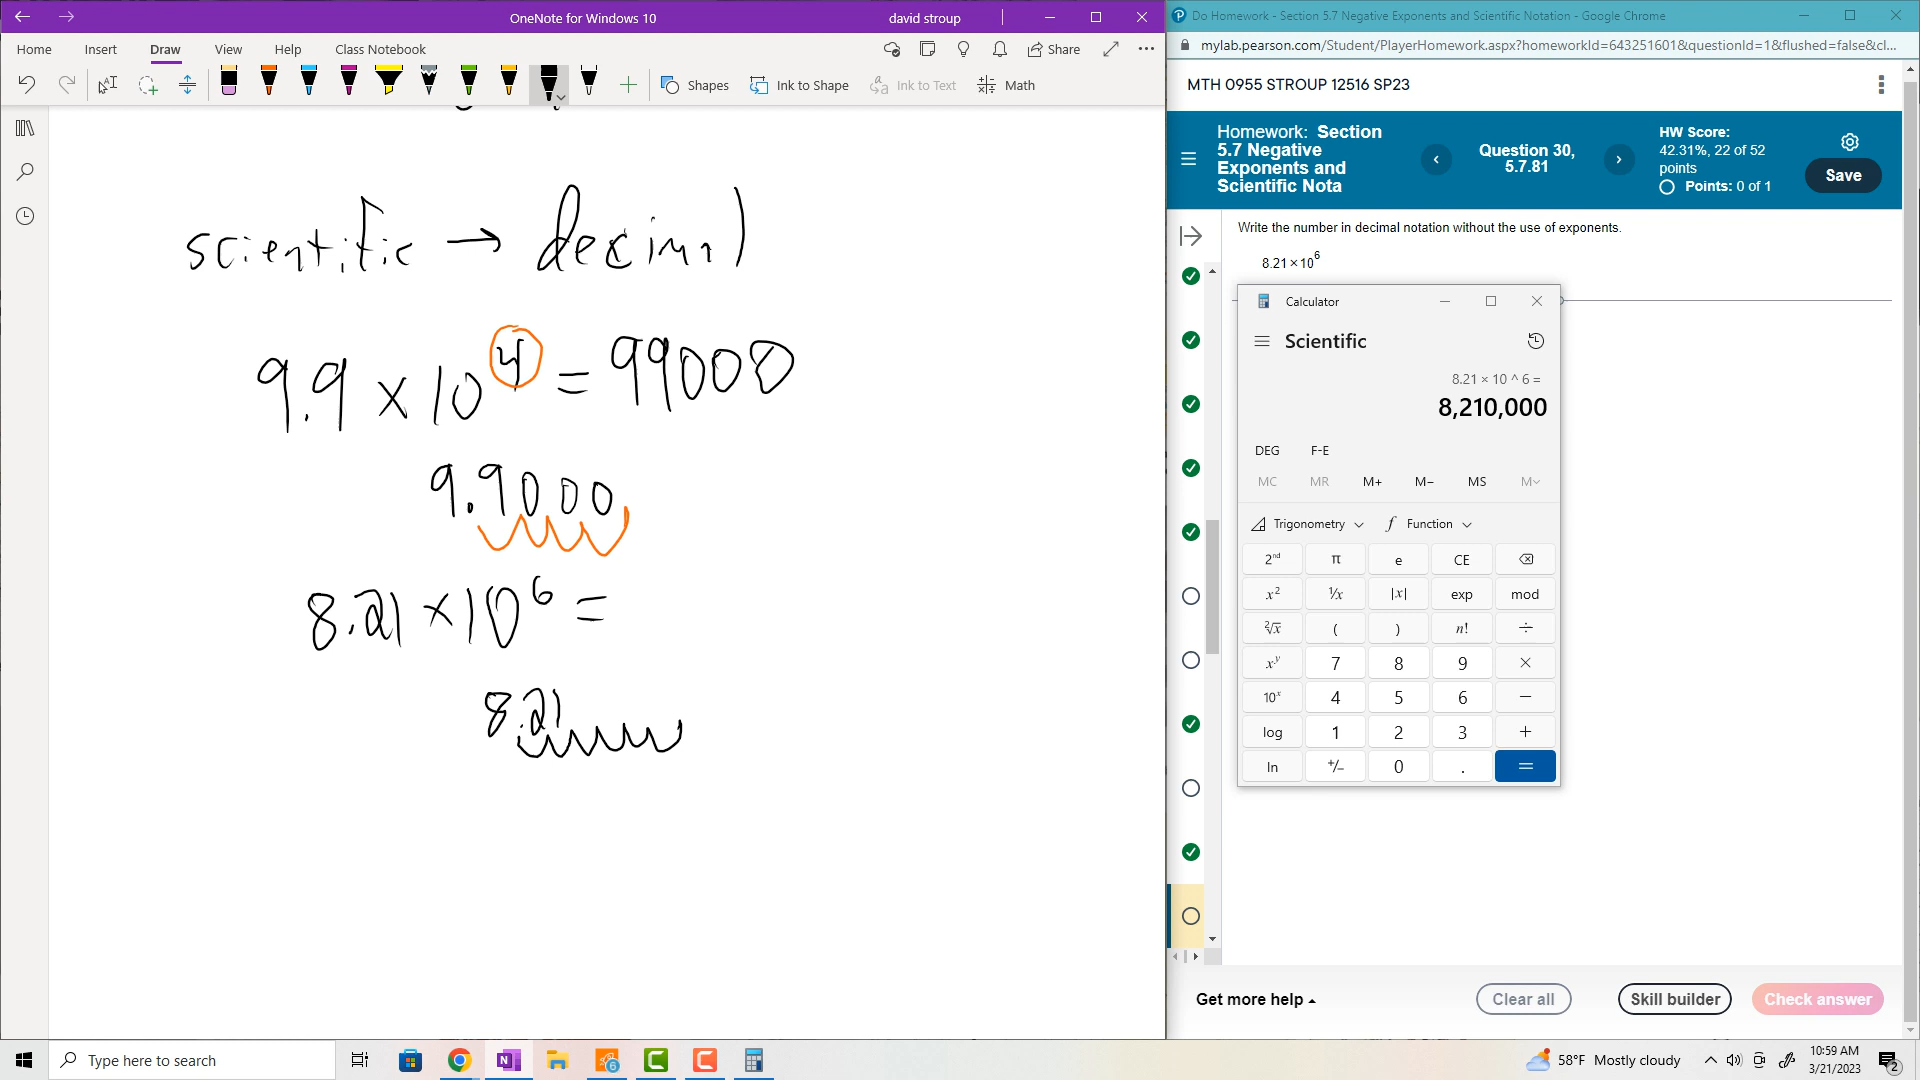 OneNote for Windows 10
david stroup
Home Insert Draw View Help Class Notebook
Share
Shapes
Ink to Shape
Ink to Text
Math
scientific → decimal
9.9 × 10^4 = 99000
9.9000
8.21 × 10^6 =
8.21
Do Homework - Section 5.7 Negative Exponents and Scientific Notation - Google Chrome
mylab.pearson.com/Student/PlayerHomework.aspx?homeworkId=643251601&questionId=1&flushed=false&cl...
MTH 0955 STROUP 12516 SP23
Homework: Section
5.7 Negative
Exponents and
Scientific Nota
Question 30,
5.7.81
HW Score:
42.31%, 22 of 52
points
Points: 0 of 1
Save
Write the number in decimal notation without the use of exponents.
8.21 × 10^6
Calculator
Scientific
8.21 × 10 ^ 6 =
8,210,000
DEG F-E
MC MR M+ M− MS M
Trigonometry f Function
2nd π e CE
x² ¹/x |x| exp mod
²√x ( ) n! ÷
x^y 7 8 9 ×
10^x 4 5 6 −
log 1 2 3 +
ln +/− 0 . =
Get more help
Clear all
Skill builder
Check answer
Type here to search
6
58°F Mostly cloudy
10:59 AM
3/21/2023
2